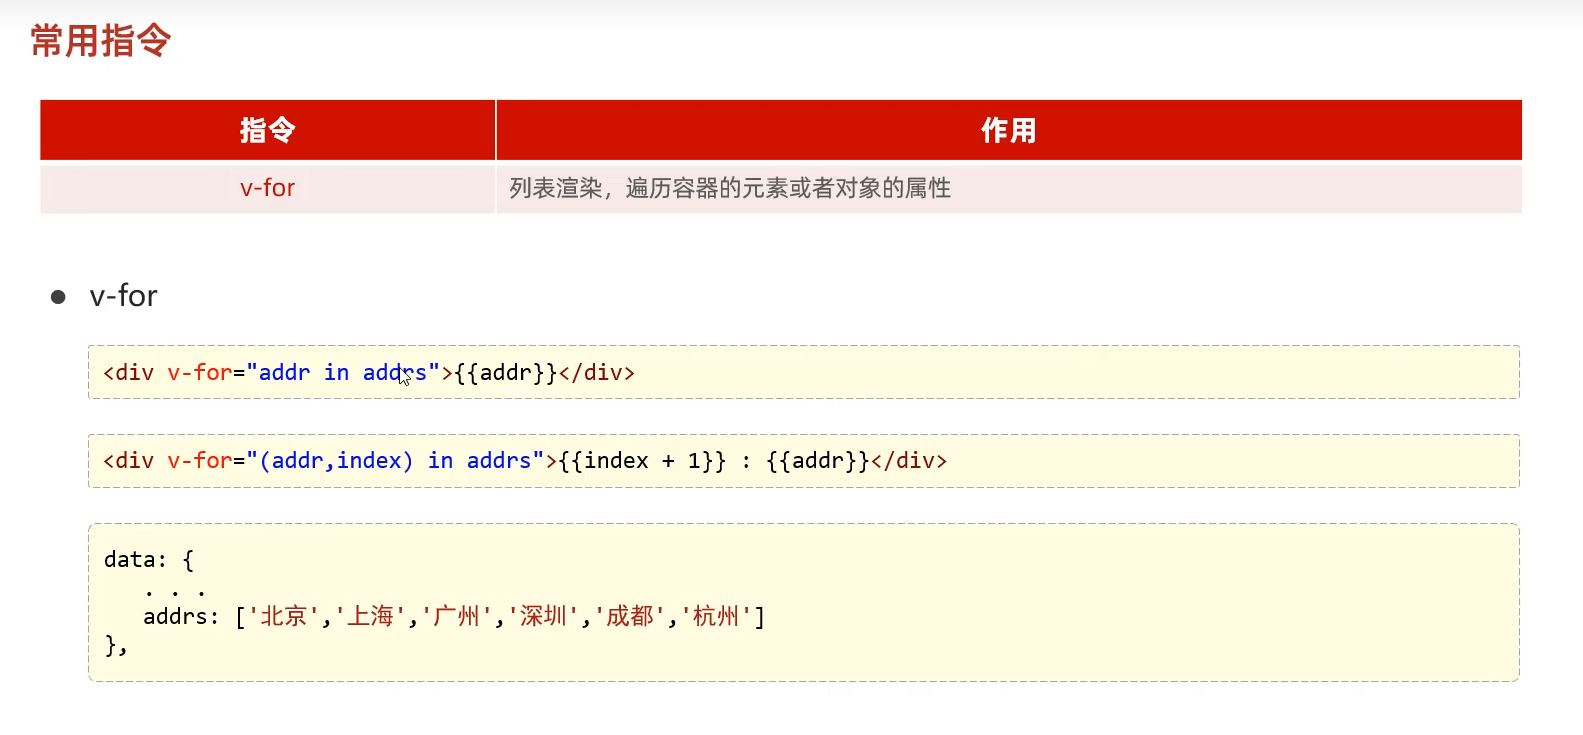 常用指令
指令 作用
v-for 列表渲染，遍历容器的元素或者对象的属性
● v-for
<div v-for="addr in addrs">{{addr}}</div>
<div v-for="(addr,index) in addrs">{{index + 1}} : {{addr}}</div>
data: {
. . .
addrs: ['北京','上海','广州','深圳','成都','杭州']
},